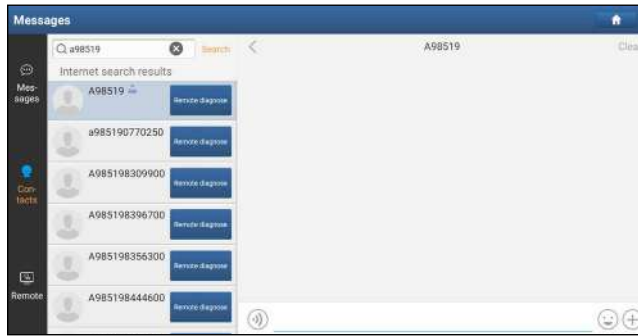 Messages
a98519
Search
A98519
Clea
Internet search results
Mes-
sages
A98519
Remote diagnose
a985190770250
Remote diagnose
Con-
tacts
A985198309900
Remote diagnose
A985198396700
Remote diagnose
A985198356300
Remote diagnose
Remote
A985198444600
Remote diagnose